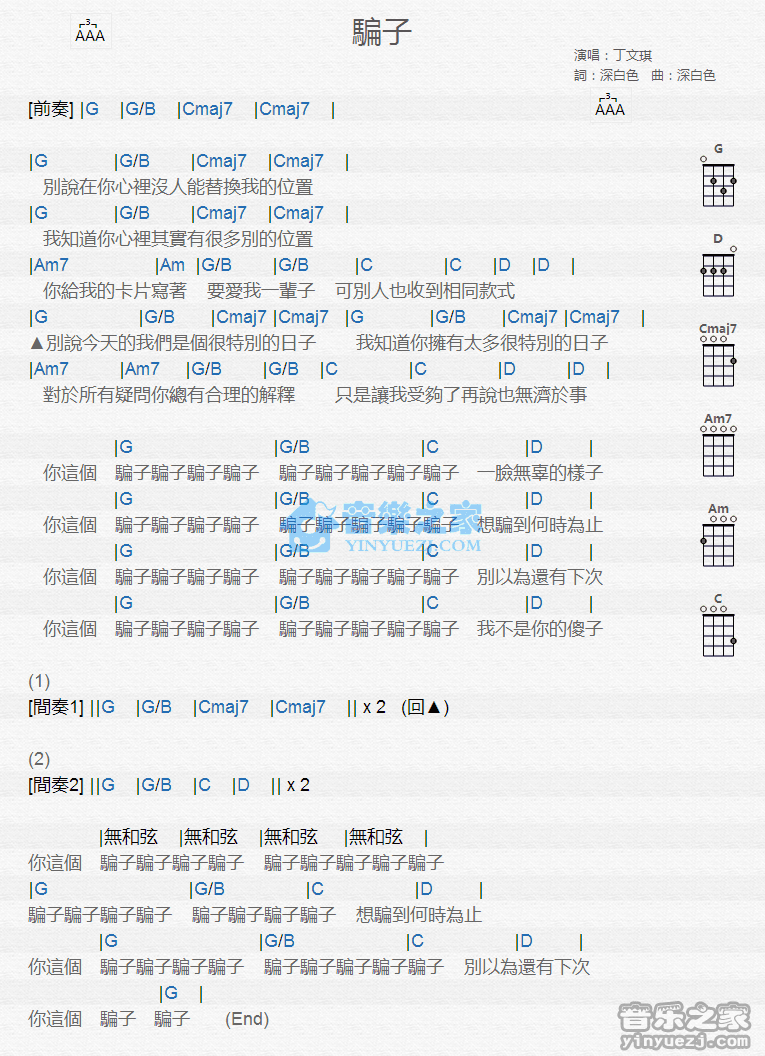 騙子
3
AAA
演唱：丁文琪
詞：深白色 曲：深白色
3
AAA
[前奏] |G |G/B |Cmaj7 |Cmaj7 |
|G |G/B |Cmaj7 |Cmaj7 |
別說在你心裡沒人能替換我的位置
|G |G/B |Cmaj7 |Cmaj7 |
我知道你心裡其實有很多別的位置
|Am7 |Am |G/B |G/B |C |C |D |D |
你給我的卡片寫著 要愛我一輩子 可別人也收到相同款式
|G |G/B |Cmaj7 |Cmaj7 |G |G/B |Cmaj7 |Cmaj7 |
▲別說今天的我們是個很特別的日子 我知道你擁有太多很特別的日子
|Am7 |Am7 |G/B |G/B |C |C |D |D |
對於所有疑問你總有合理的解釋 只是讓我受夠了再說也無濟於事
|G |G/B |C |D |
你這個 騙子騙子騙子騙子 騙子騙子騙子騙子騙子 一臉無辜的樣子
|G |G/B |C |D |
你這個 騙子騙子騙子騙子 騙子騙子騙子騙子騙子 想騙到何時為止
|G |G/B |C |D |
你這個 騙子騙子騙子騙子 騙子騙子騙子騙子騙子 別以為還有下次
|G |G/B |C |D |
你這個 騙子騙子騙子騙子 騙子騙子騙子騙子騙子 我不是你的傻子
(1)
[間奏1] ||G |G/B |Cmaj7 |Cmaj7 || x 2 (回▲)
(2)
[間奏2] ||G |G/B |C |D || x 2
|無和弦 |無和弦 |無和弦 |無和弦 |
你這個 騙子騙子騙子騙子 騙子騙子騙子騙子騙子
|G |G/B |C |D |
騙子騙子騙子騙子 騙子騙子騙子騙子 想騙到何時為止
|G |G/B |C |D |
你這個 騙子騙子騙子騙子 騙子騙子騙子騙子騙子 別以為還有下次
|G |
你這個 騙子 騙子 (End)
G
D
Cmaj7
Am7
Am
C
音樂之家
YINYUEZJ.COM
音乐之家
yinyuezj.com